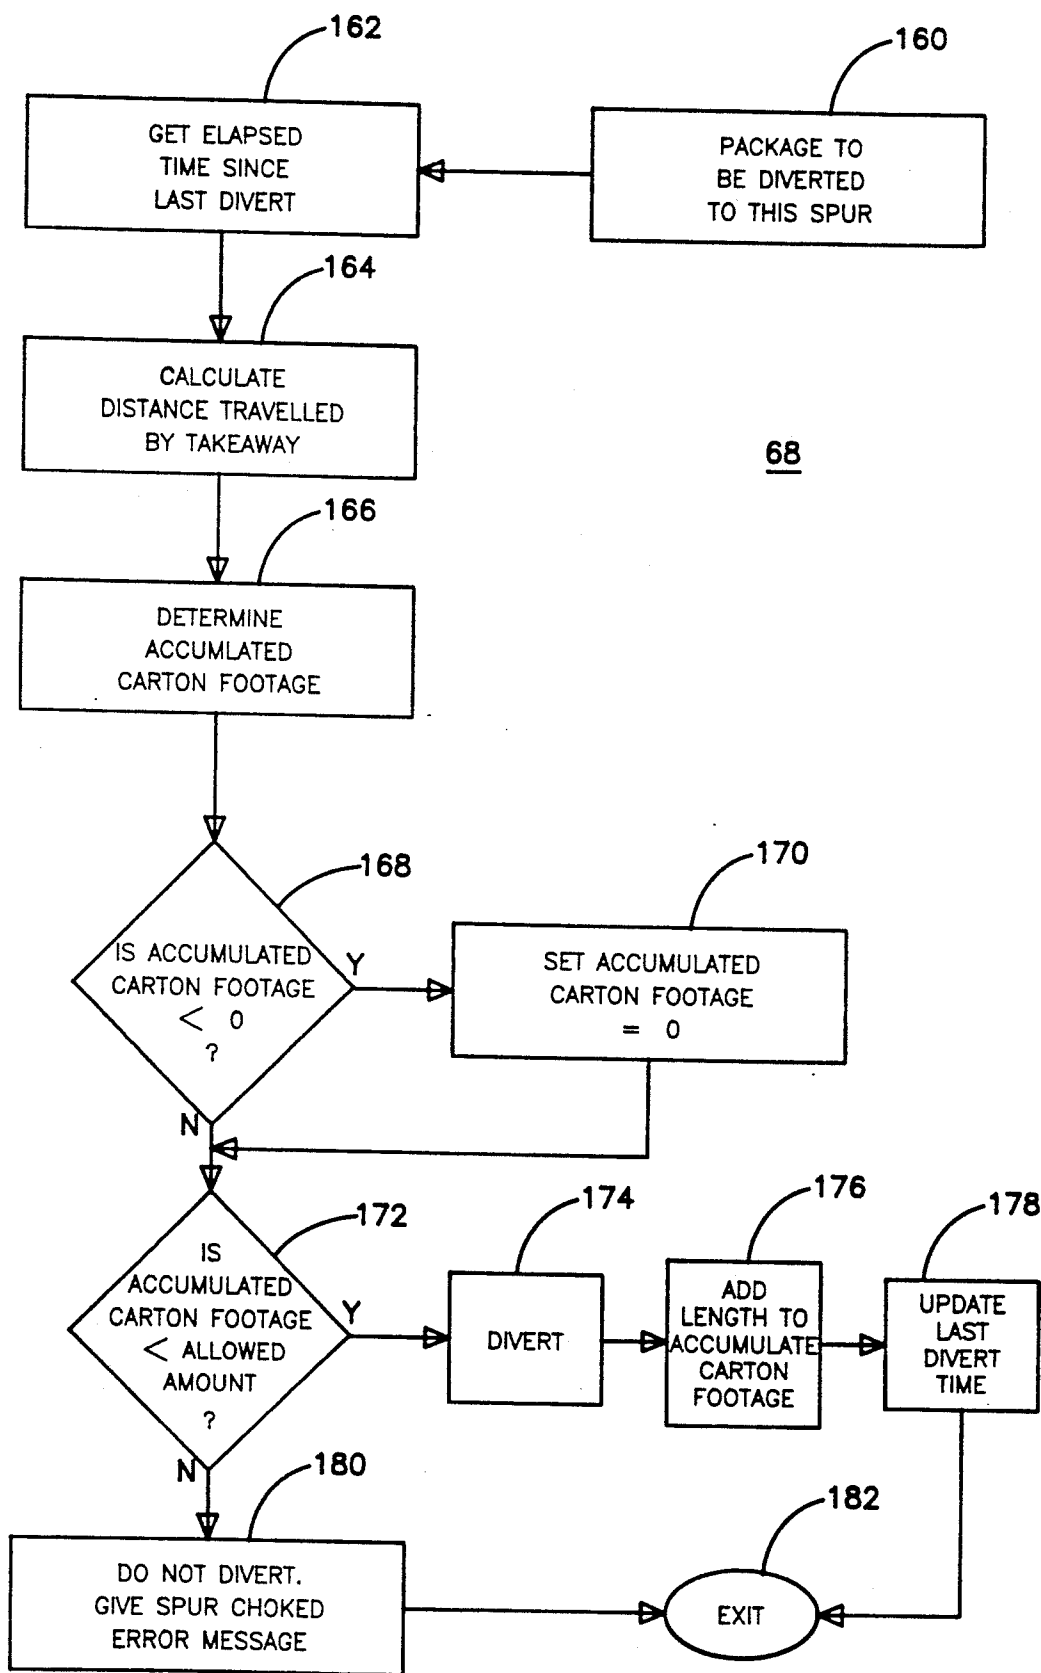 162
160
GET ELAPSED
TIME SINCE
LAST DIVERT
PACKAGE TO
BE DIVERTED
TO THIS SPUR
164
CALCULATE
DISTANCE TRAVELLED
BY TAKEAWAY
68
166
DETERMINE
ACCUMLATED
CARTON FOOTAGE
168
170
IS ACCUMULATED
CARTON FOOTAGE
< 0
?
Y
SET ACCUMULATED
CARTON FOOTAGE
= 0
N
172
174
176
178
IS
ACCUMULATED
CARTON FOOTAGE
< ALLOWED
AMOUNT
?
Y
DIVERT
ADD
LENGTH TO
ACCUMULATE
CARTON
FOOTAGE
UPDATE
LAST
DIVERT
TIME
N
180
182
DO NOT DIVERT.
GIVE SPUR CHOKED
ERROR MESSAGE
EXIT